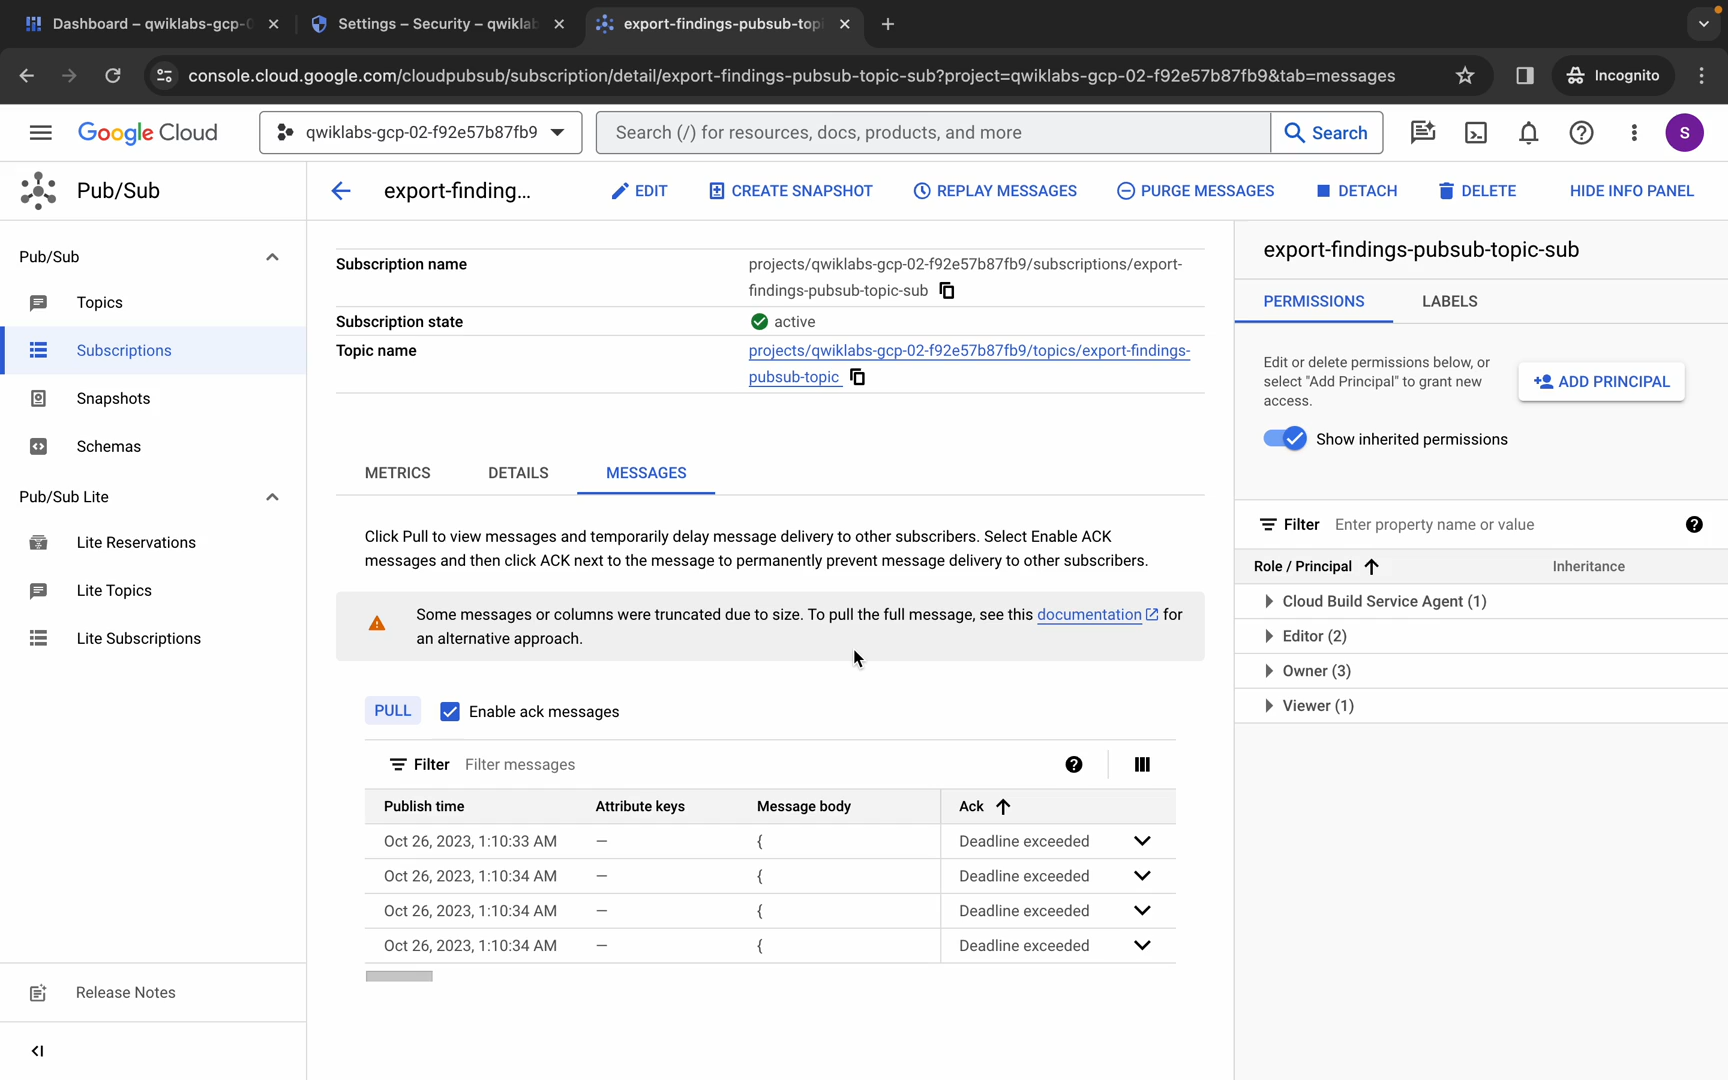 Dashboard – qwiklabs-gcp-0
Settings – Security – qwikla
export-findings-pubsub-top
console.cloud.google.com/cloudpubsub/subscription/detail/export-findings-pubsub-topic-sub?project=qwiklabs-gcp-02-f92e57b87fb9&tab=messages
Incognito
Google Cloud
qwiklabs-gcp-02-f92e57b87fb9
Search (/) for resources, docs, products, and more
Search
S
Pub/Sub
export-finding...
EDIT
CREATE SNAPSHOT
REPLAY MESSAGES
PURGE MESSAGES
DETACH
DELETE
HIDE INFO PANEL
Pub/Sub
Topics
Subscriptions
Snapshots
Schemas
Pub/Sub Lite
Lite Reservations
Lite Topics
Lite Subscriptions
Release Notes
Subscription name
projects/qwiklabs-gcp-02-f92e57b87fb9/subscriptions/export-
findings-pubsub-topic-sub
Subscription state
active
Topic name
projects/qwiklabs-gcp-02-f92e57b87fb9/topics/export-findings-
pubsub-topic
METRICS
DETAILS
MESSAGES
Click Pull to view messages and temporarily delay message delivery to other subscribers. Select Enable ACK
messages and then click ACK next to the message to permanently prevent message delivery to other subscribers.
Some messages or columns were truncated due to size. To pull the full message, see this documentation for
an alternative approach.
PULL
Enable ack messages
Filter Filter messages
Publish time Attribute keys Message body Ack
Oct 26, 2023, 1:10:33 AM — { Deadline exceeded
Oct 26, 2023, 1:10:34 AM — { Deadline exceeded
Oct 26, 2023, 1:10:34 AM — { Deadline exceeded
Oct 26, 2023, 1:10:34 AM — { Deadline exceeded
export-findings-pubsub-topic-sub
PERMISSIONS
LABELS
Edit or delete permissions below, or
select "Add Principal" to grant new
access.
ADD PRINCIPAL
Show inherited permissions
Filter Enter property name or value
Role / Principal Inheritance
Cloud Build Service Agent (1)
Editor (2)
Owner (3)
Viewer (1)